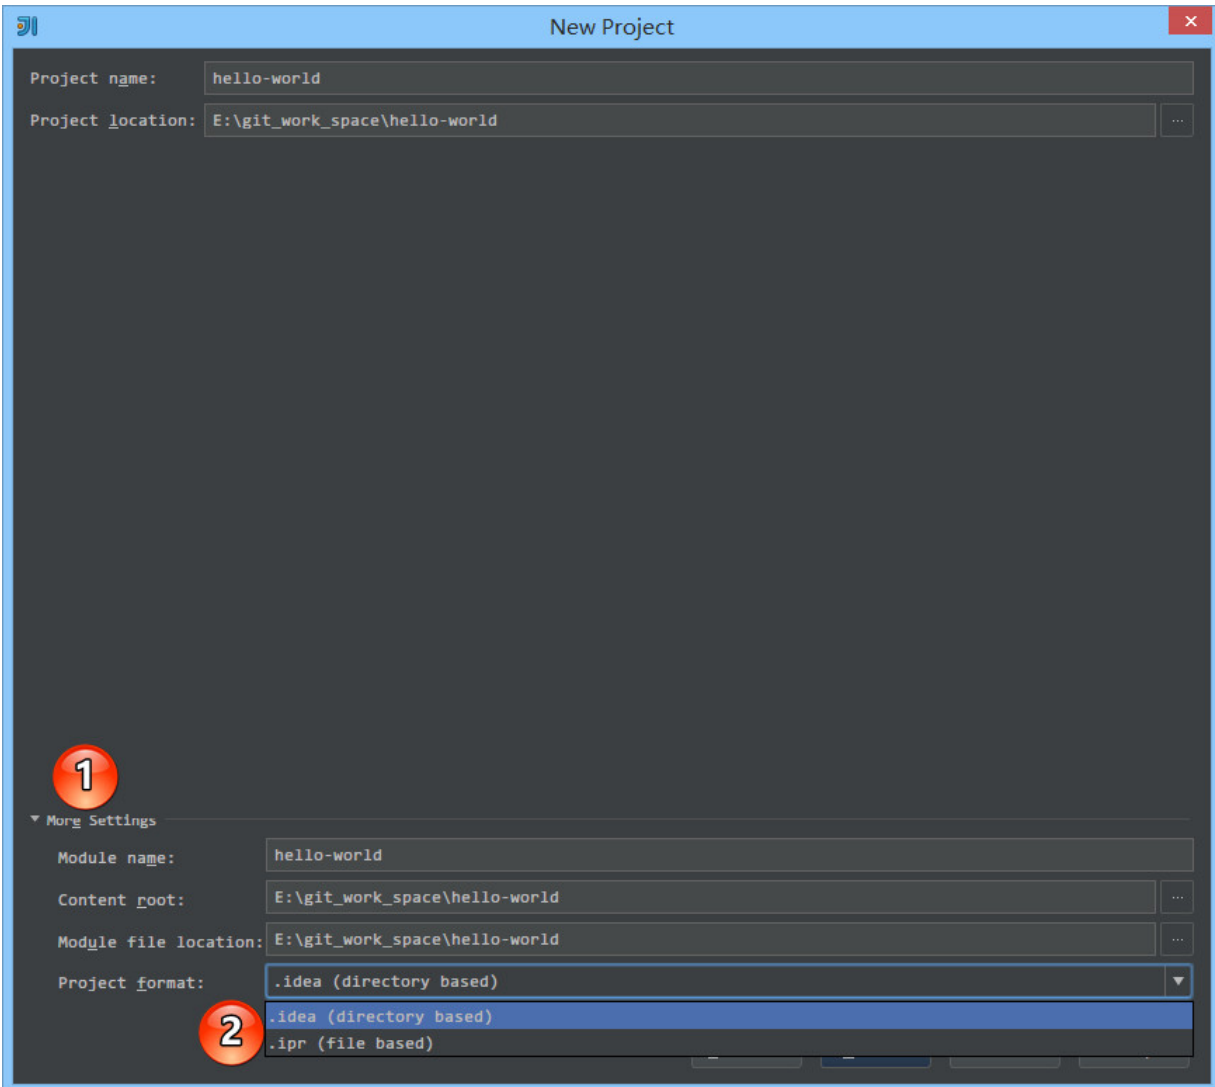 New Project
Project name: hello-world
Project location: E:\git_work_space\hello-world
...
1
More Settings
Module name: hello-world
Content root: E:\git_work_space\hello-world
...
Module file location: E:\git_work_space\hello-world
...
Project format: .idea (directory based)
2
.idea (directory based)
.ipr (file based)